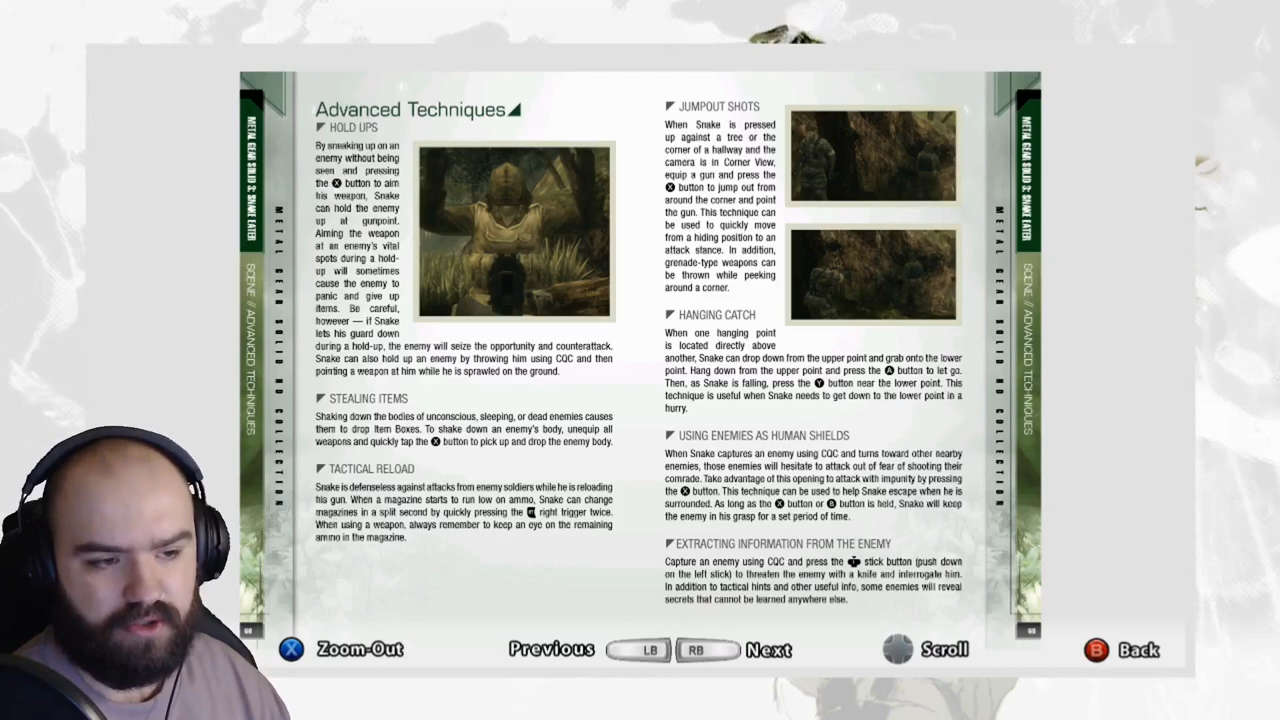 METAL GEAR SOLID 3: SNAKE EATER
SCENE // ADVANCED TECHNIQUES
METAL GEAR SOLID HD COLLECTION
68
Advanced Techniques
HOLD UPS
By sneaking up on an
enemy without being
seen and pressing
the X button to aim
his weapon, Snake
can hold the enemy
up at gunpoint.
Aiming the weapon
at an enemy's vital
spots during a hold-
up will sometimes
cause the enemy to
panic and give up
items. Be careful,
however — if Snake
lets his guard down
during a hold-up, the enemy will seize the opportunity and counterattack.
Snake can also hold up an enemy by throwing him using CQC and then
pointing a weapon at him while he is sprawled on the ground.
STEALING ITEMS
Shaking down the bodies of unconscious, sleeping, or dead enemies causes
them to drop Item Boxes. To shake down an enemy's body, unequip all
weapons and quickly tap the X button to pick up and drop the enemy body.
TACTICAL RELOAD
Snake is defenseless against attacks from enemy soldiers while he is reloading
his gun. When a magazine starts to run low on ammo, Snake can change
magazines in a split second by quickly pressing the right trigger twice.
When using a weapon, always remember to keep an eye on the remaining
ammo in the magazine.
JUMPOUT SHOTS
When Snake is pressed
up against a tree or the
corner of a hallway and the
camera is in Corner View,
equip a gun and press the
X button to jump out from
around the corner and point
the gun. This technique can
be used to quickly move
from a hiding position to an
attack stance. In addition,
grenade-type weapons can
be thrown while peeking
around a corner.
HANGING CATCH
When one hanging point
is located directly above
another, Snake can drop down from the upper point and grab onto the lower
point. Hang down from the upper point and press the A button to let go.
Then, as Snake is falling, press the Y button near the lower point. This
technique is useful when Snake needs to get down to the lower point in a
hurry.
USING ENEMIES AS HUMAN SHIELDS
When Snake captures an enemy using CQC and turns toward other nearby
enemies, those enemies will hesitate to attack out of fear of shooting their
comrade. Take advantage of this opening to attack with impunity by pressing
the X button. This technique can be used to help Snake escape when he is
surrounded. As long as the X button or B button is held, Snake will keep
the enemy in his grasp for a set period of time.
EXTRACTING INFORMATION FROM THE ENEMY
Capture an enemy using CQC and press the stick button (push down
on the left stick) to threaten the enemy with a knife and interrogate him.
In addition to tactical hints and other useful info, some enemies will reveal
secrets that cannot be learned anywhere else.
METAL GEAR SOLID HD COLLECTION
METAL GEAR SOLID 3: SNAKE EATER
SCENE // ADVANCED TECHNIQUES
X Zoom-Out
Previous LB RB Next
Scroll
B Back